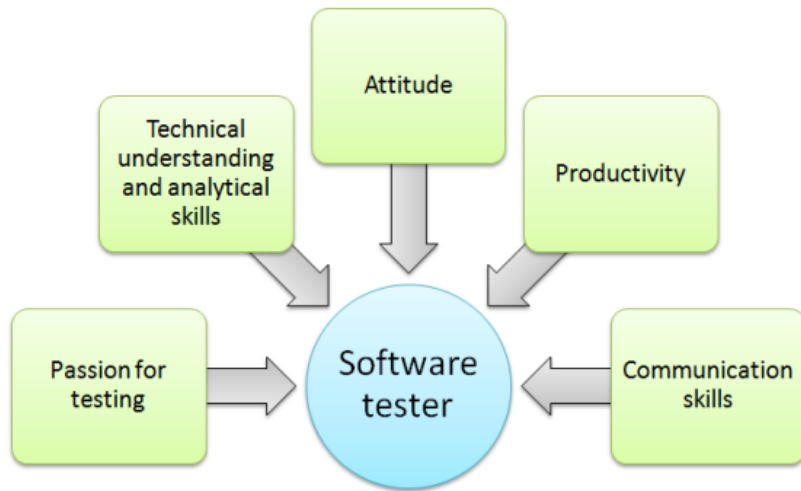 Attitude
Technical
understanding
and analytical
skills
Productivity
Passion for
testing
Software
tester
Communication
skills